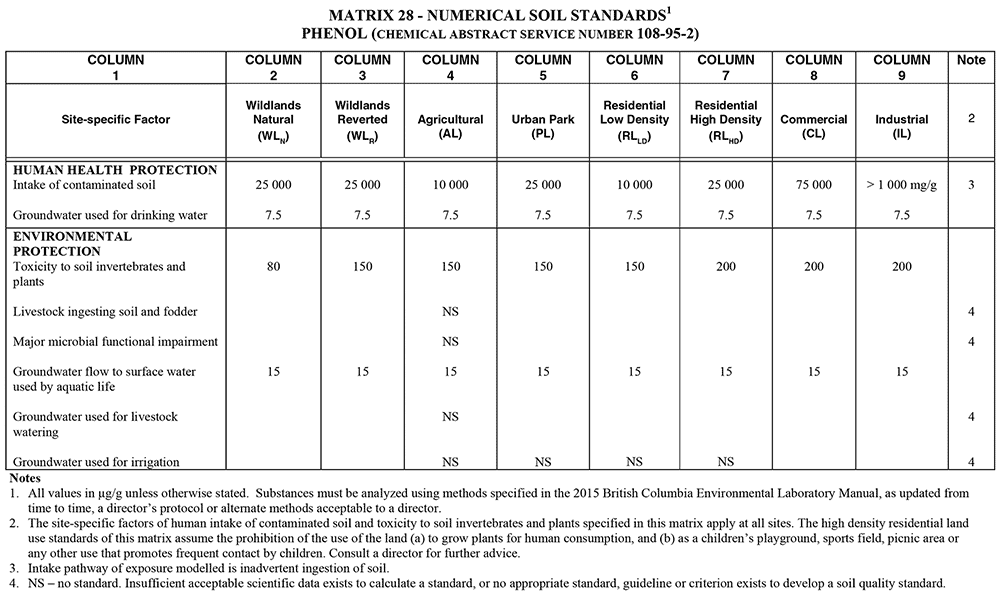 MATRIX 28 - NUMERICAL SOIL STANDARDS1
PHENOL (CHEMICAL ABSTRACT SERVICE NUMBER 108-95-2)
COLUMN 1 COLUMN 2 COLUMN 3 COLUMN 4 COLUMN 5 COLUMN 6 COLUMN 7 COLUMN 8 COLUMN 9 Note
Site-specific Factor Wildlands Natural (WLN) Wildlands Reverted (WLR) Agricultural (AL) Urban Park (PL) Residential Low Density (RLLD) Residential High Density (RLHD) Commercial (CL) Industrial (IL) 2
HUMAN HEALTH PROTECTION
Intake of contaminated soil 25 000 25 000 10 000 25 000 10 000 25 000 75 000 > 1 000 mg/g 3
Groundwater used for drinking water 7.5 7.5 7.5 7.5 7.5 7.5 7.5 7.5
ENVIRONMENTAL
PROTECTION
Toxicity to soil invertebrates and 80 150 150 150 150 200 200 200
plants
Livestock ingesting soil and fodder NS 4
Major microbial functional impairment NS 4
Groundwater flow to surface water 15 15 15 15 15 15 15 15
used by aquatic life
Groundwater used for livestock NS 4
watering
Groundwater used for irrigation NS NS NS NS 4
Notes
1. All values in µg/g unless otherwise stated. Substances must be analyzed using methods specified in the 2015 British Columbia Environmental Laboratory Manual, as updated from
time to time, a director's protocol or alternate methods acceptable to a director.
2. The site-specific factors of human intake of contaminated soil and toxicity to soil invertebrates and plants specified in this matrix apply at all sites. The high density residential land
use standards of this matrix assume the prohibition of the use of the land (a) to grow plants for human consumption, and (b) as a children's playground, sports field, picnic area or
any other use that promotes frequent contact by children. Consult a director for further advice.
3. Intake pathway of exposure modelled is inadvertent ingestion of soil.
4. NS – no standard. Insufficient acceptable scientific data exists to calculate a standard, or no appropriate standard, guideline or criterion exists to develop a soil quality standard.